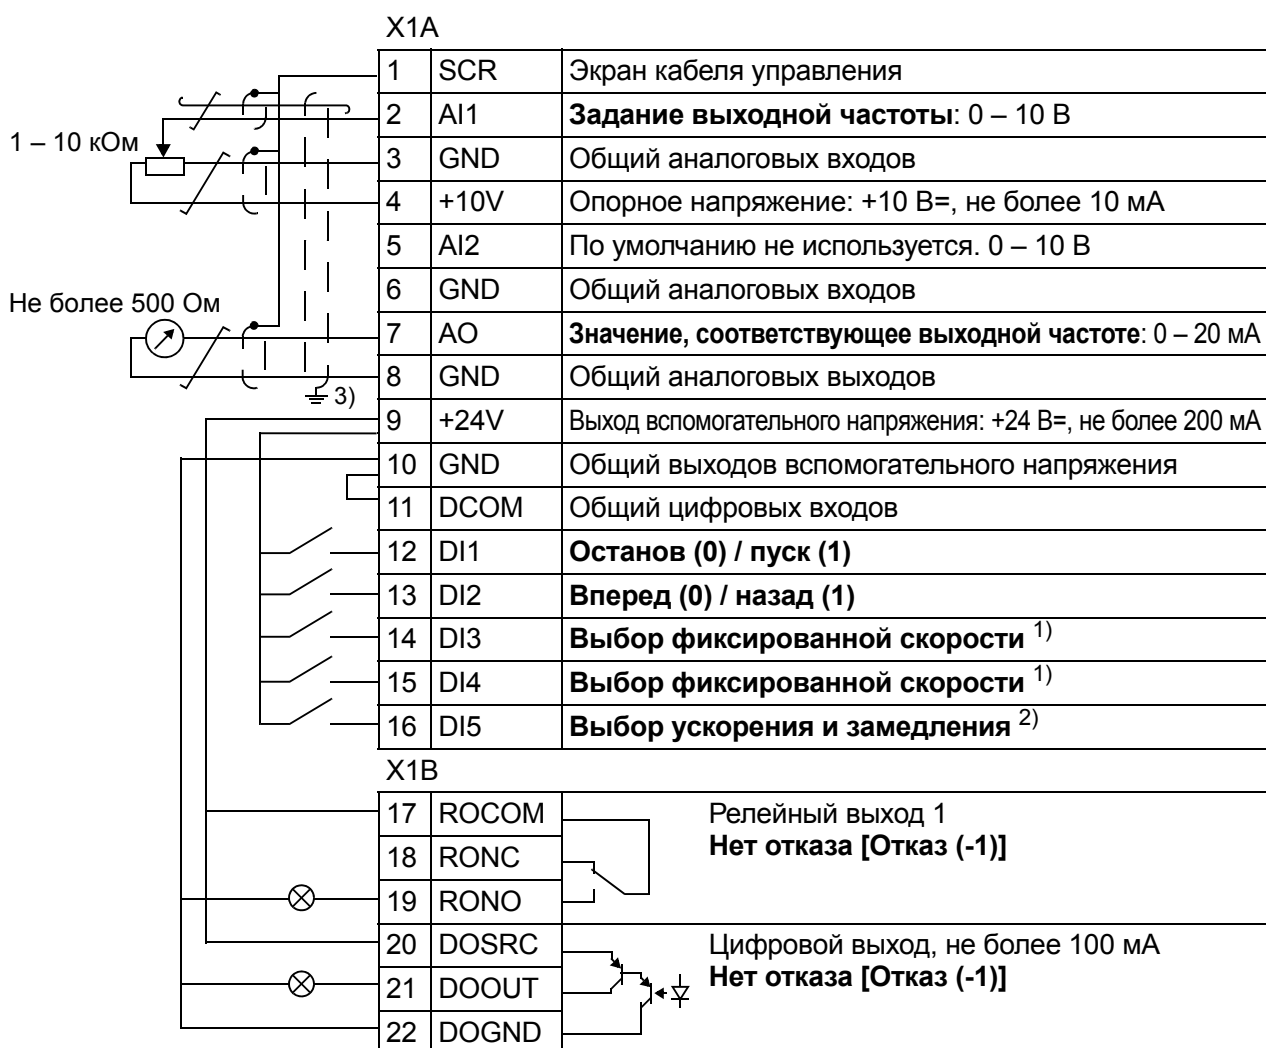 X1A
1 SCR Экран кабеля управления
2 AI1 Задание выходной частоты: 0 – 10 В
1 – 10 кОм
3 GND Общий аналоговых входов
4 +10V Опорное напряжение: +10 В=, не более 10 мА
5 AI2 По умолчанию не используется. 0 – 10 В
6 GND Общий аналоговых входов
Не более 500 Ом
7 AO Значение, соответствующее выходной частоте: 0 – 20 мА
8 GND Общий аналоговых выходов
3)
9 +24V Выход вспомогательного напряжения: +24 В=, не более 200 мА
10 GND Общий выходов вспомогательного напряжения
11 DCOM Общий цифровых входов
12 DI1 Останов (0) / пуск (1)
13 DI2 Вперед (0) / назад (1)
14 DI3 Выбор фиксированной скорости 1)
15 DI4 Выбор фиксированной скорости 1)
16 DI5 Выбор ускорения и замедления 2)
X1B
17 ROCOM Релейный выход 1
18 RONC Нет отказа [Отказ (-1)]
19 RONO
20 DOSRC Цифровой выход, не более 100 мА
21 DOOUT Нет отказа [Отказ (-1)]
22 DOGND